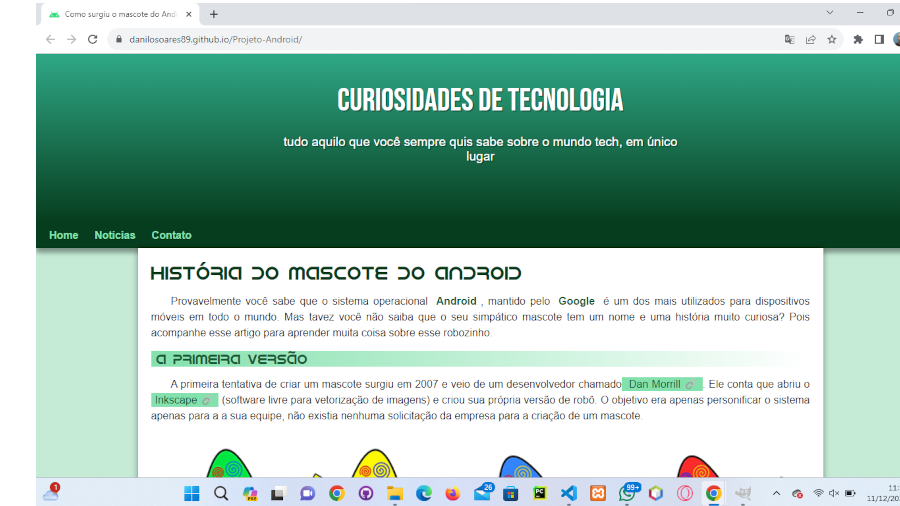 Como surgiu o mascote do And
danilosoares89.github.io/Projeto-Android/
CURIOSIDADES DE TECNOLOGIA
tudo aquilo que você sempre quis sabe sobre o mundo tech, em único
lugar
Home Noticias Contato
HISTÓRIA DO MASCOTE DO ANDROID
Provavelmente você sabe que o sistema operacional Android , mantido pelo Google é um dos mais utilizados para dispositivos
móveis em todo o mundo. Mas tavez você não saiba que o seu simpático mascote tem um nome e uma história muito curiosa? Pois
acompanhe esse artigo para aprender muita coisa sobre esse robozinho.
A PRIMEIRA VERSÃO
A primeira tentativa de criar um mascote surgiu em 2007 e veio de um desenvolvedor chamado Dan Morrill . Ele conta que abriu o
Inkscape (software livre para vetorização de imagens) e criou sua própria versão de robô. O objetivo era apenas personificar o sistema
apenas para a a sua equipe, não existia nenhuma solicitação da empresa para a criação de um mascote.
1
26
PC
99+
11:
11/12/20